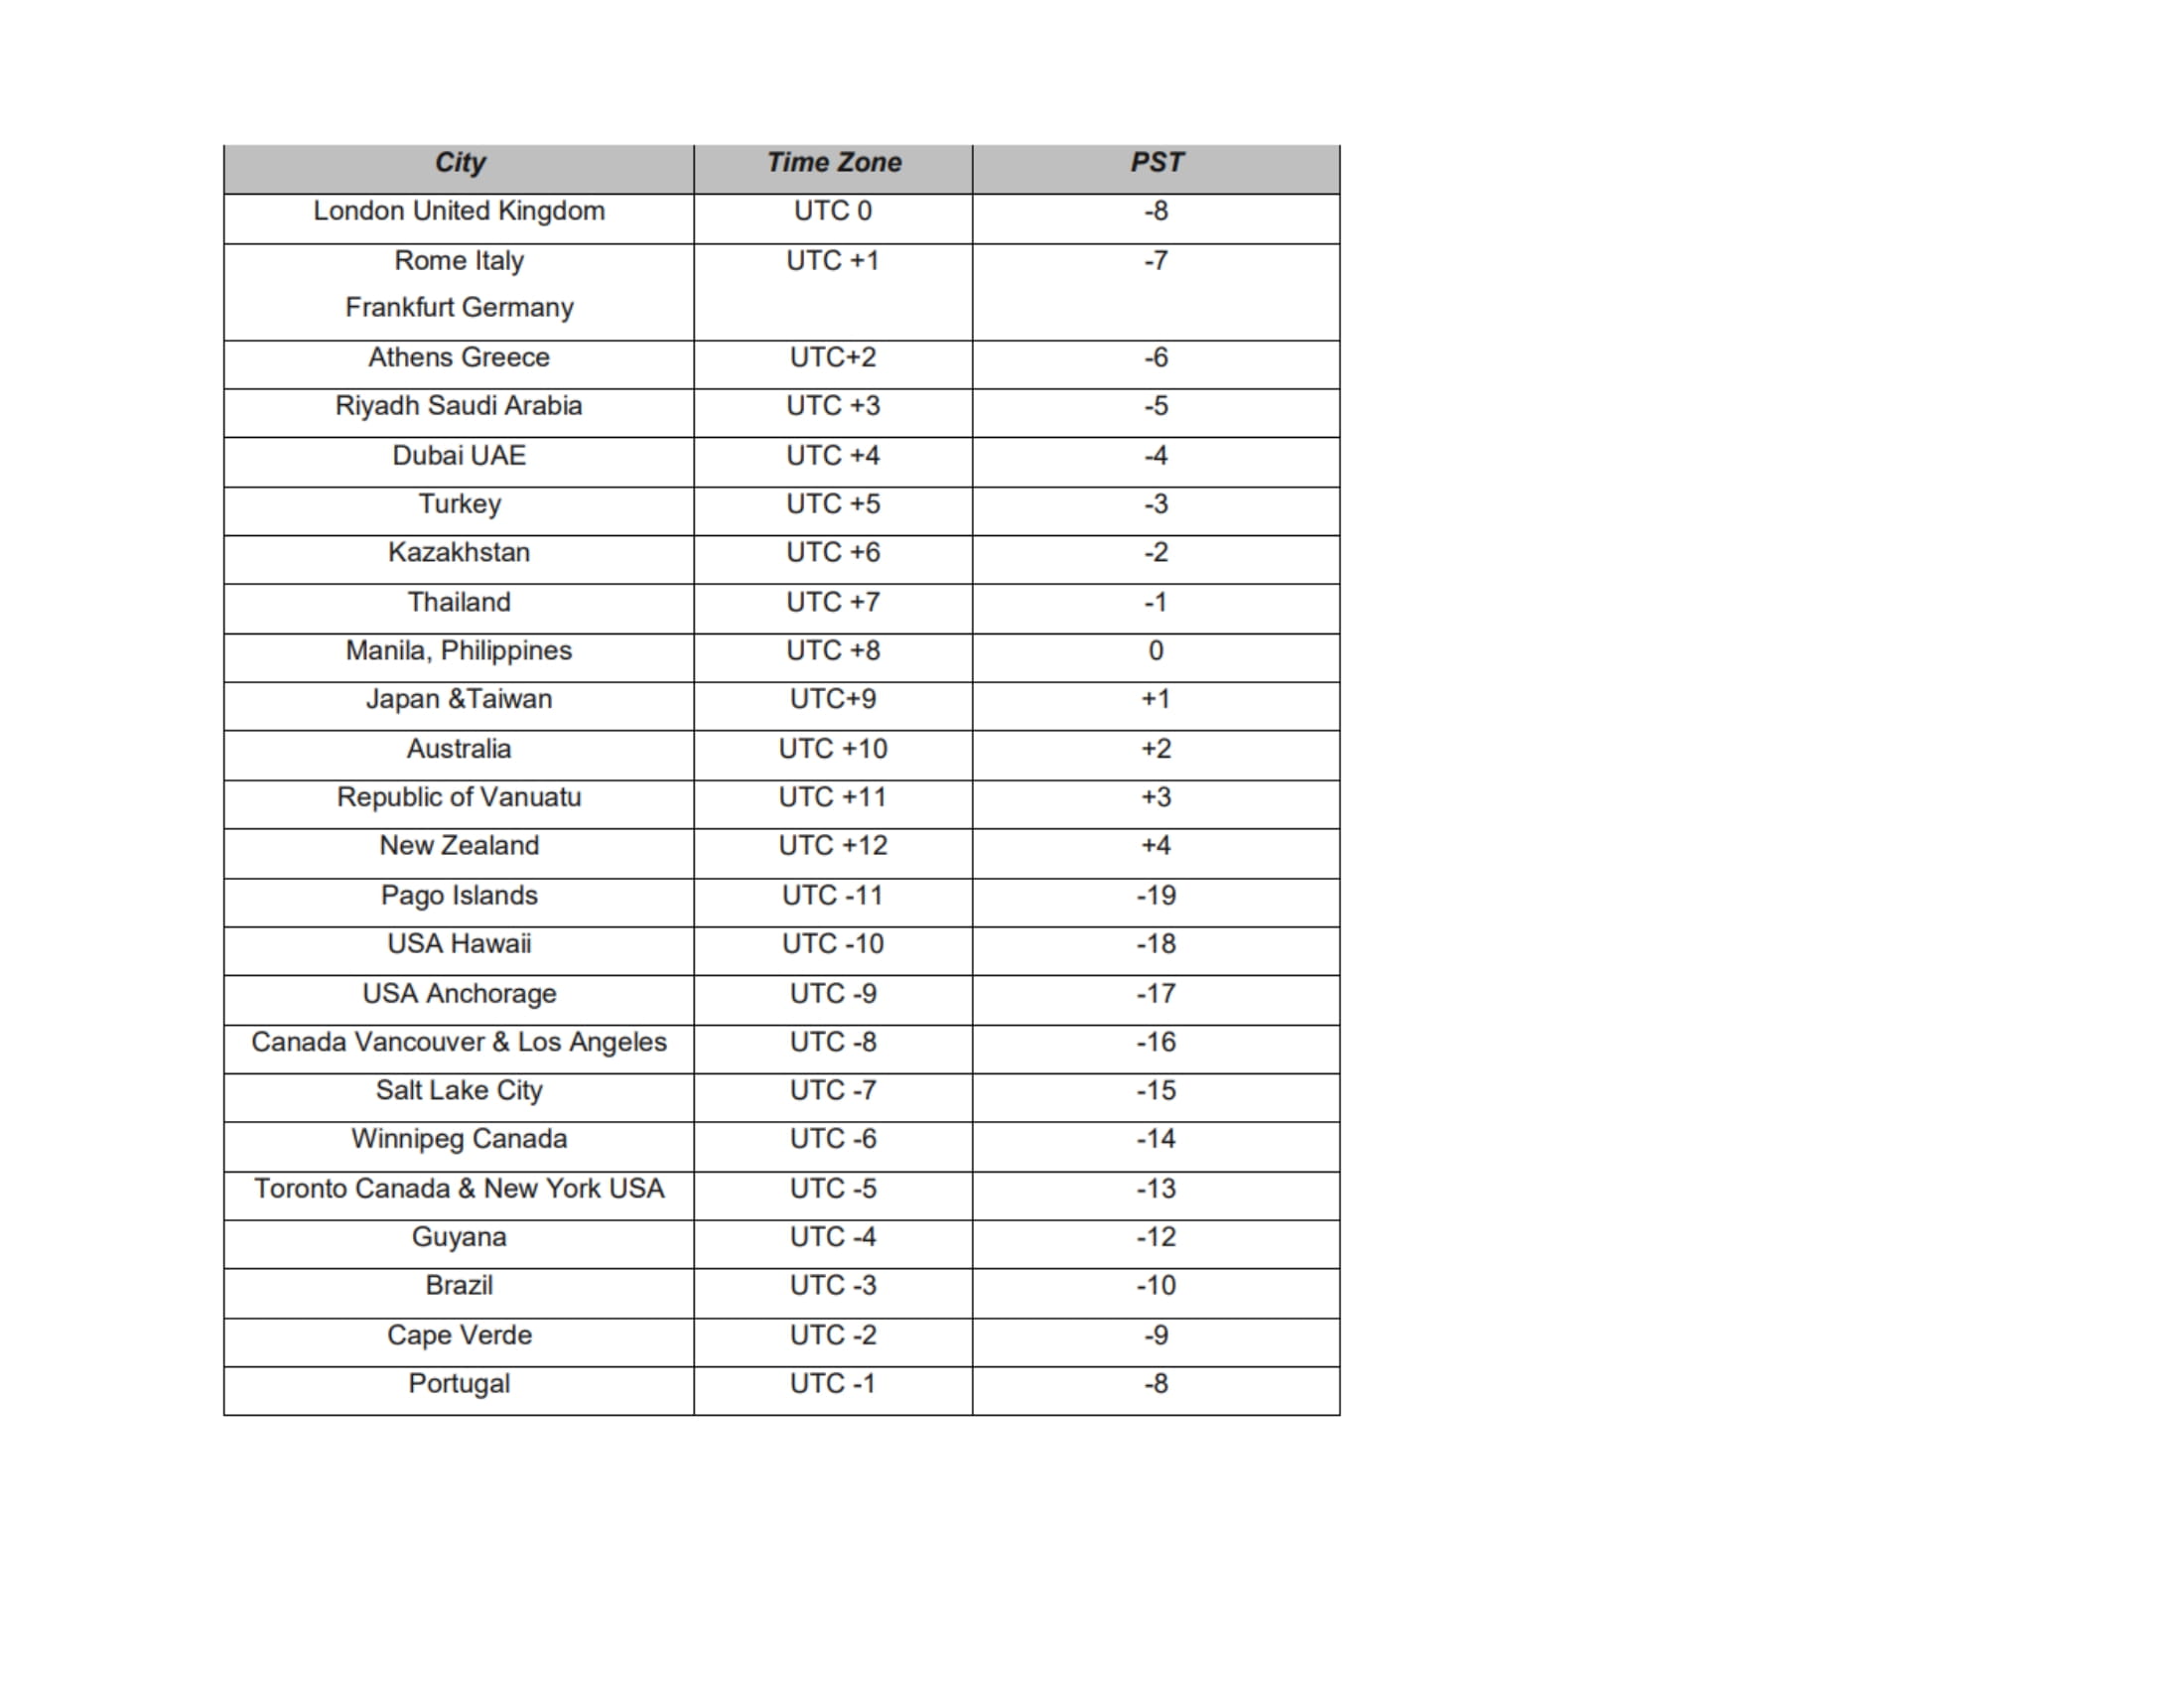 City Time Zone PST
London United Kingdom UTC 0 -8
Rome Italy UTC +1 -7
Frankfurt Germany
Athens Greece UTC+2 -6
Riyadh Saudi Arabia UTC +3 -5
Dubai UAE UTC +4 -4
Turkey UTC +5 -3
Kazakhstan UTC +6 -2
Thailand UTC +7 -1
Manila, Philippines UTC +8 0
Japan &Taiwan UTC+9 +1
Australia UTC +10 +2
Republic of Vanuatu UTC +11 +3
New Zealand UTC +12 +4
Pago Islands UTC -11 -19
USA Hawaii UTC -10 -18
USA Anchorage UTC -9 -17
Canada Vancouver & Los Angeles UTC -8 -16
Salt Lake City UTC -7 -15
Winnipeg Canada UTC -6 -14
Toronto Canada & New York USA UTC -5 -13
Guyana UTC -4 -12
Brazil UTC -3 -10
Cape Verde UTC -2 -9
Portugal UTC -1 -8